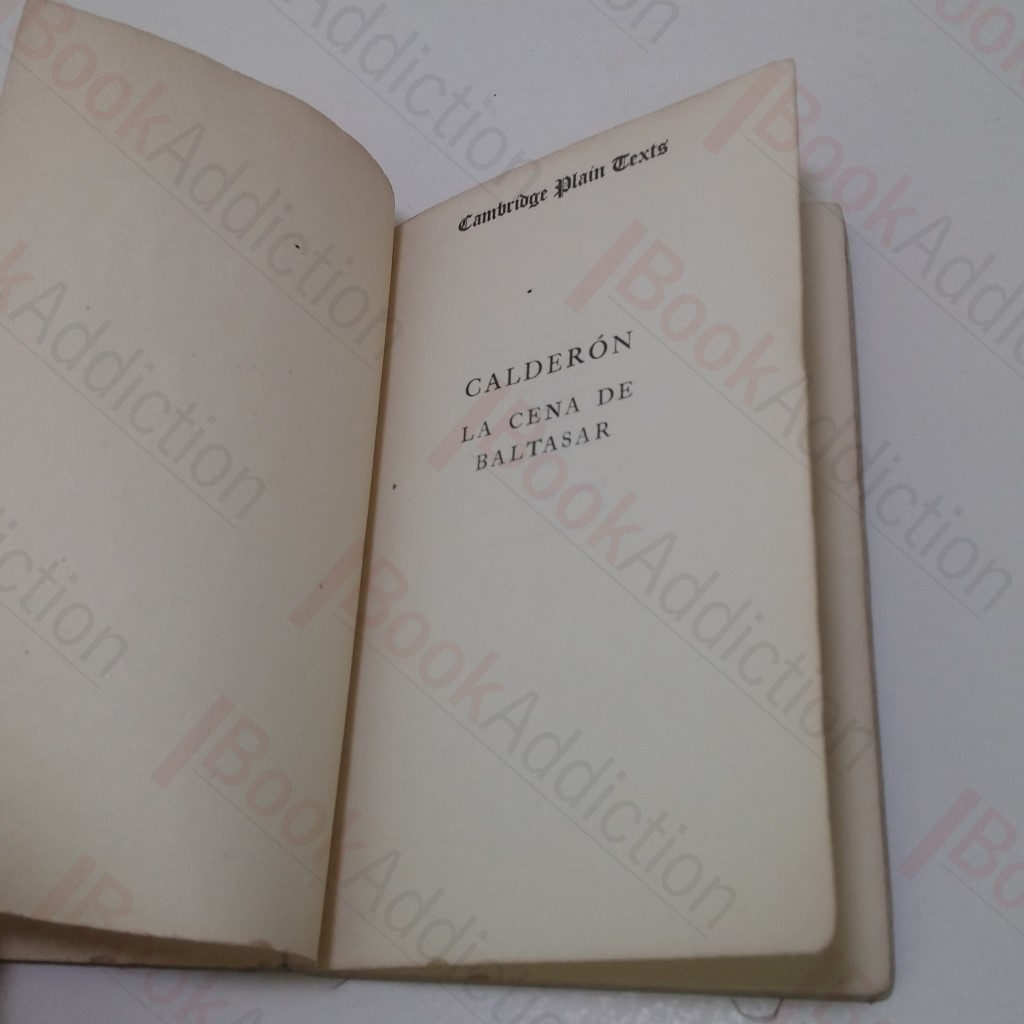 Cambridge Plain Texts
CALDERÓN
LA CENA DE
BALTASAR
BookAddiction